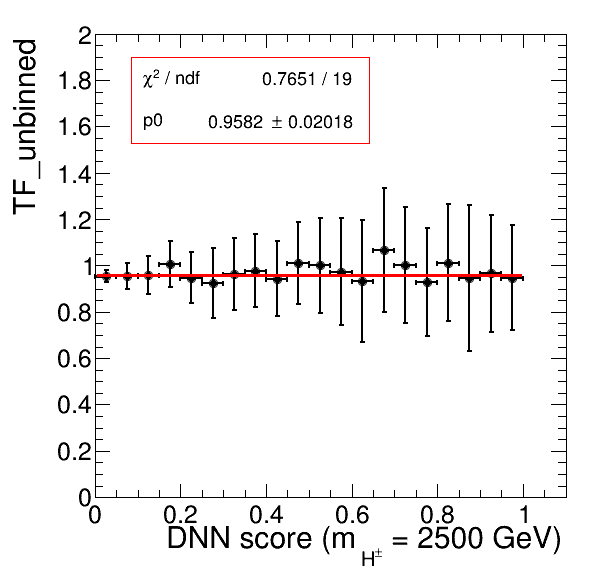 TF_unbinned
2
1.8
1.6
1.4
1.2
1
0.8
0.6
0.4
0.2
0
χ² / ndf 0.7651 / 19
p0 0.9582 ± 0.02018
0 0.2 0.4 0.6 0.8 1
DNN score (m_H± = 2500 GeV)